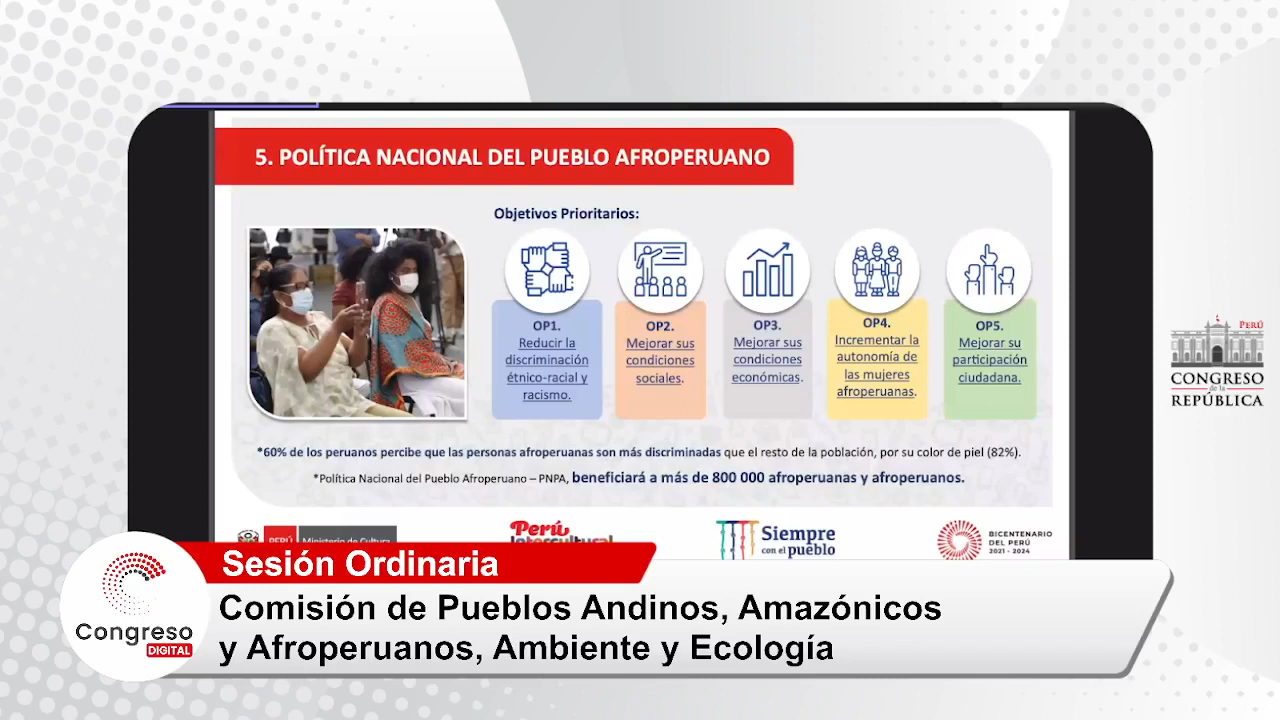 5. POLÍTICA NACIONAL DEL PUEBLO AFROPERUANO
Objetivos Prioritarios:
OP1.
Reducir la
discriminación
étnico-racial y
racismo.
OP2.
Mejorar sus
condiciones
sociales.
OP3.
Mejorar sus
condiciones
económicas.
OP4.
Incrementar la
autonomía de
las mujeres
afroperuanas.
OP5.
Mejorar su
participación
ciudadana.
*60% de los peruanos percibe que las personas afroperuanas son más discriminadas que el resto de la población, por su color de piel (82%).
*Política Nacional del Pueblo Afroperuano – PNPA, beneficiará a más de 800 000 afroperuanas y afroperuanos.
PERÚ
Ministerio de Cultura
Perú
Intercultural
Siempre
con el pueblo
BICENTENARIO
DEL PERÚ
2021 - 2024
PERÚ
CONGRESO
de la
REPÚBLICA
Congreso
DIGITAL
Sesión Ordinaria
Comisión de Pueblos Andinos, Amazónicos
y Afroperuanos, Ambiente y Ecología